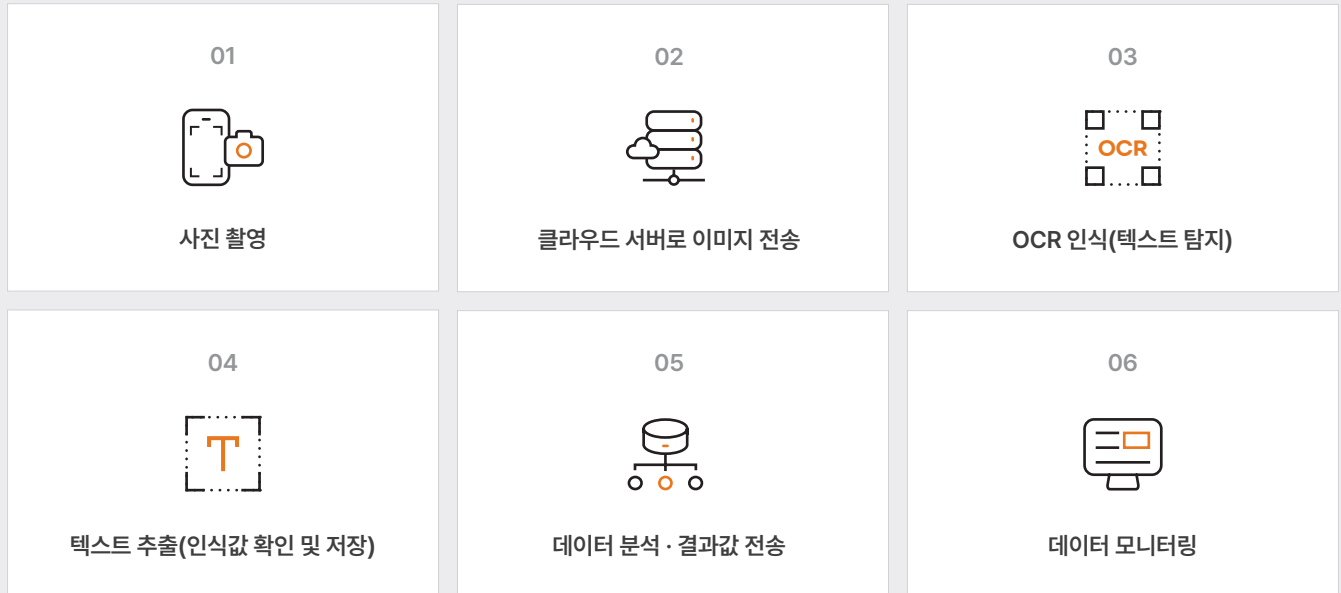 01
사진 촬영
02
클라우드 서버로 이미지 전송
03
OCR
OCR 인식(텍스트 탐지)
04
T
텍스트 추출(인식값 확인 및 저장)
05
데이터 분석 · 결과값 전송
06
데이터 모니터링